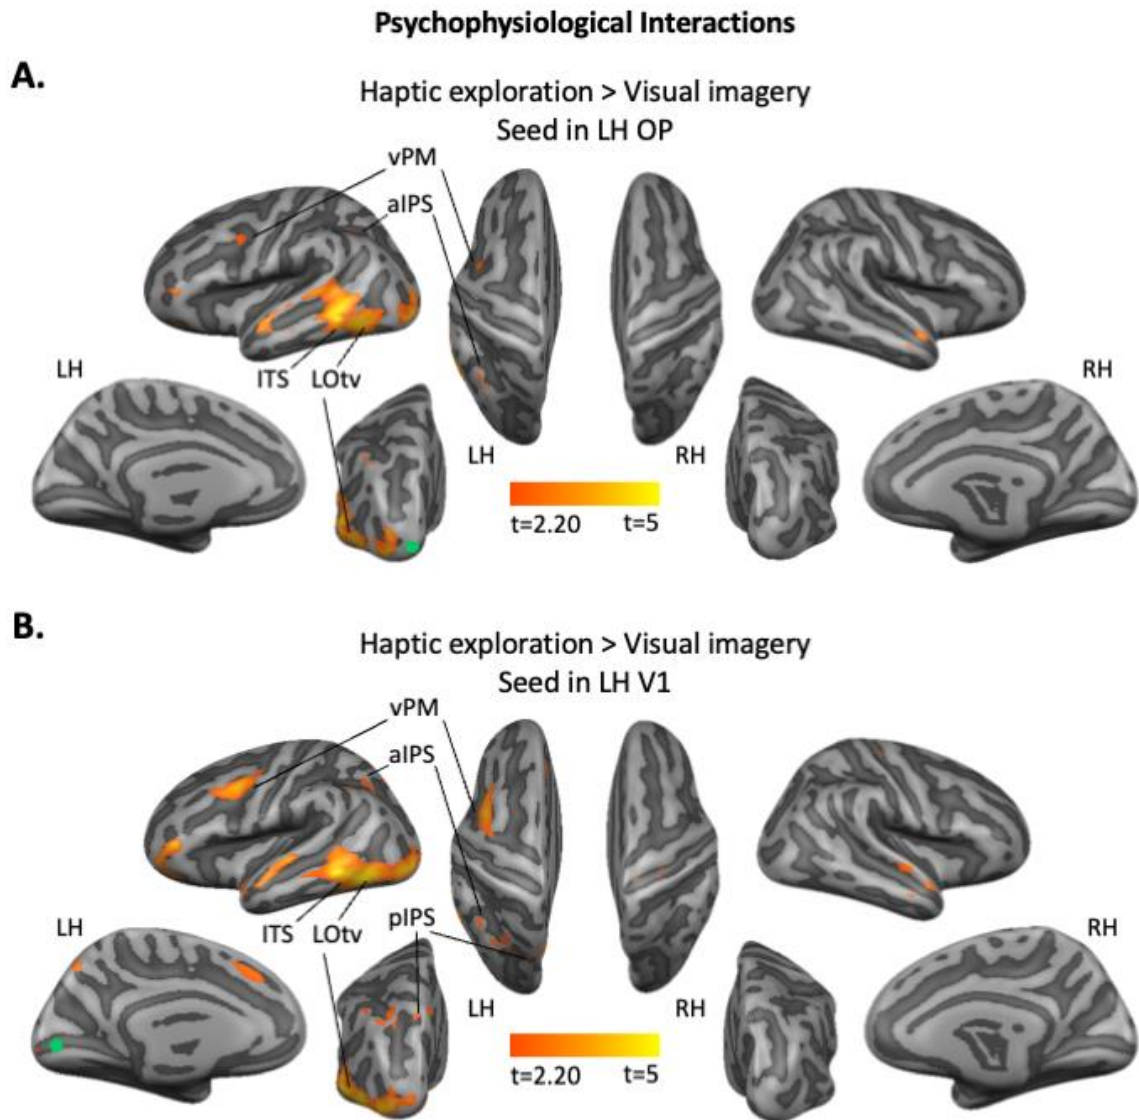 Psychophysiological Interactions
A.
Haptic exploration > Visual imagery
Seed in LH OP
vPM
aIPS
ITS LOtv
LH
RH
LH
RH
t=2.20 t=5
B.
Haptic exploration > Visual imagery
Seed in LH V1
vPM
aIPS
ITS LOtv pIPS
LH
RH
LH
RH
t=2.20 t=5